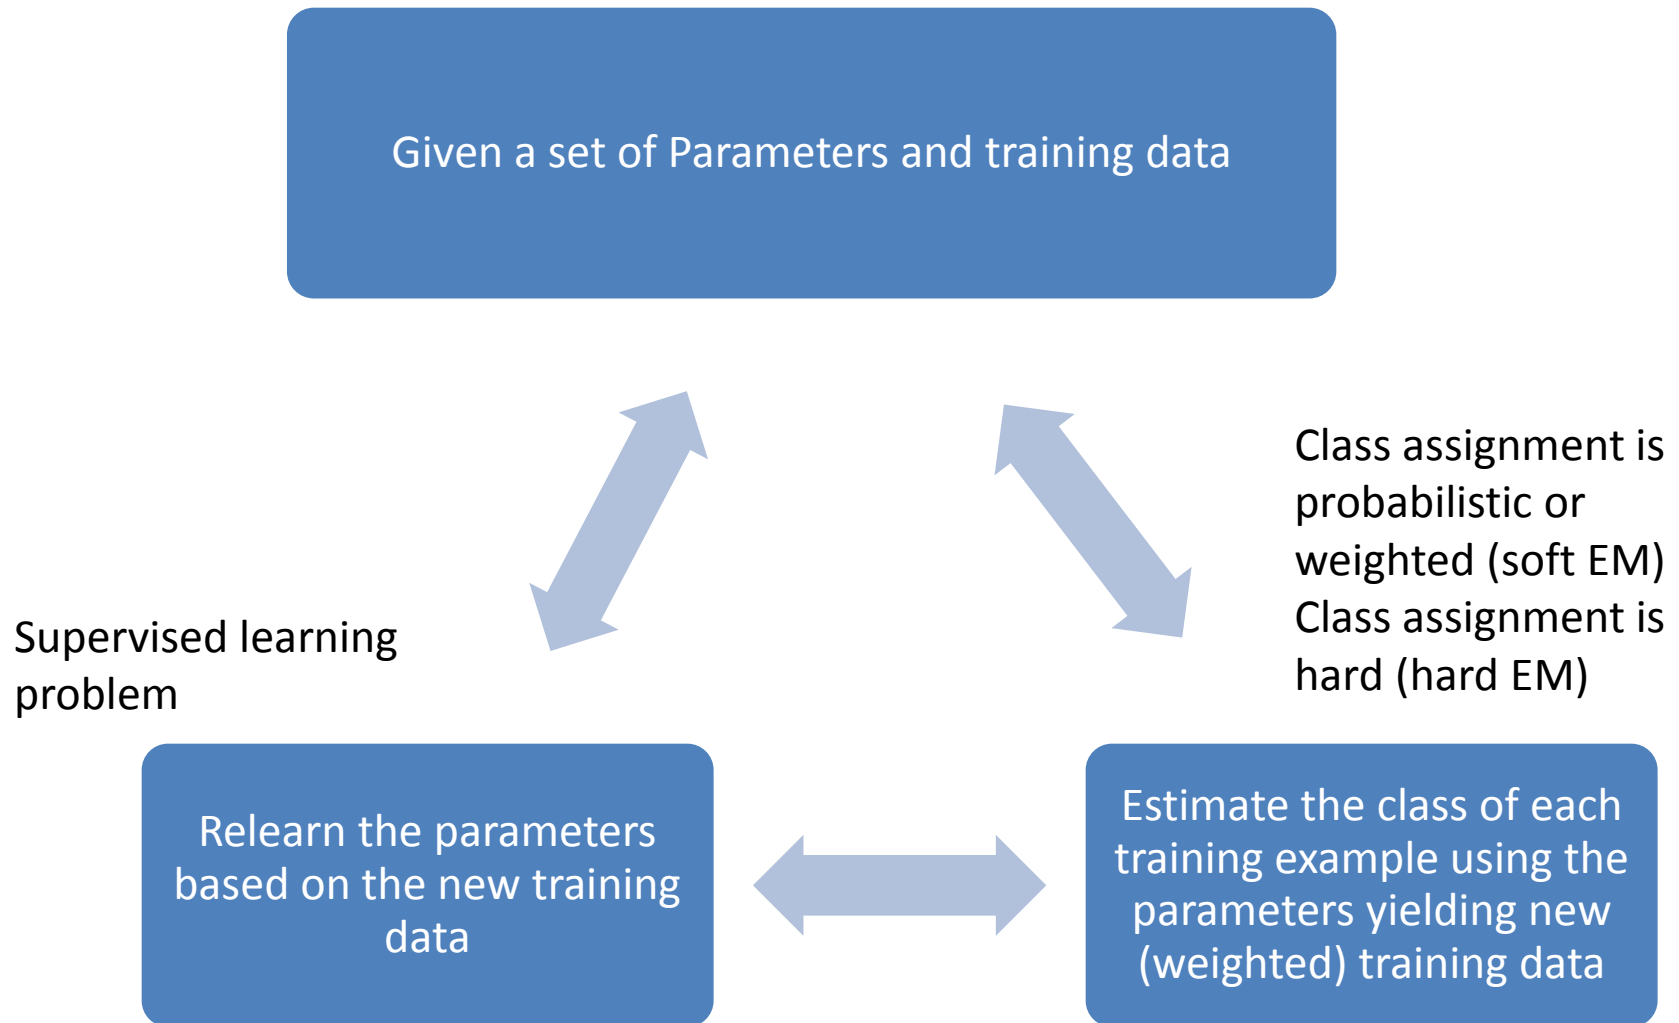 Given a set of Parameters and training data
Class assignment is
probabilistic or
weighted (soft EM)
Class assignment is
hard (hard EM)
Supervised learning
problem
Relearn the parameters
based on the new training
data
Estimate the class of each
training example using the
parameters yielding new
(weighted) training data